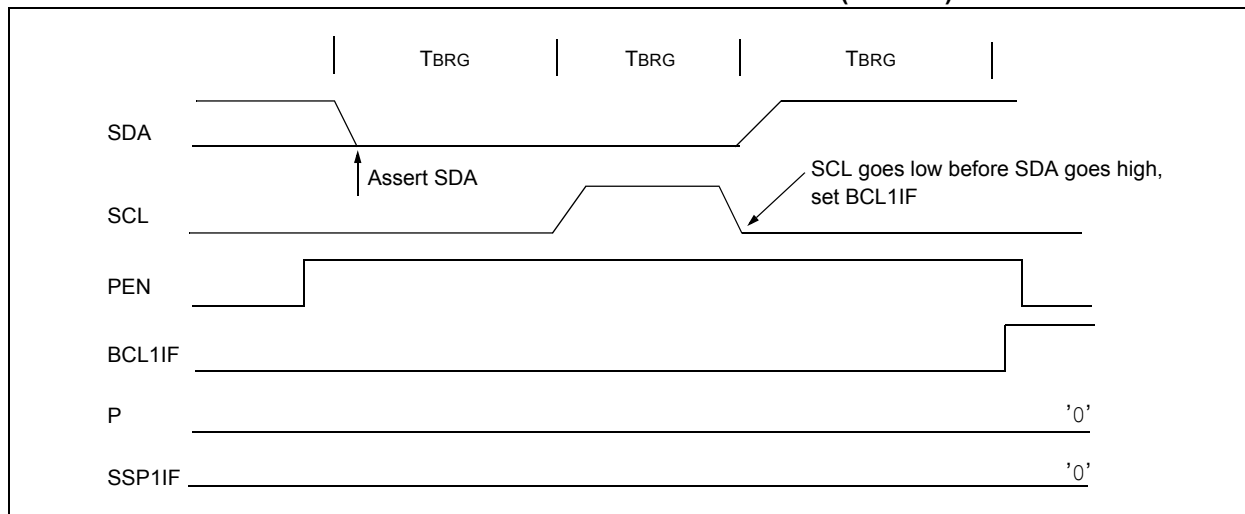 TBRG TBRG TBRG
SDA
Assert SDA
SCL goes low before SDA goes high,
set BCL1IF
SCL
PEN
BCL1IF
P
'0'
SSP1IF
'0'